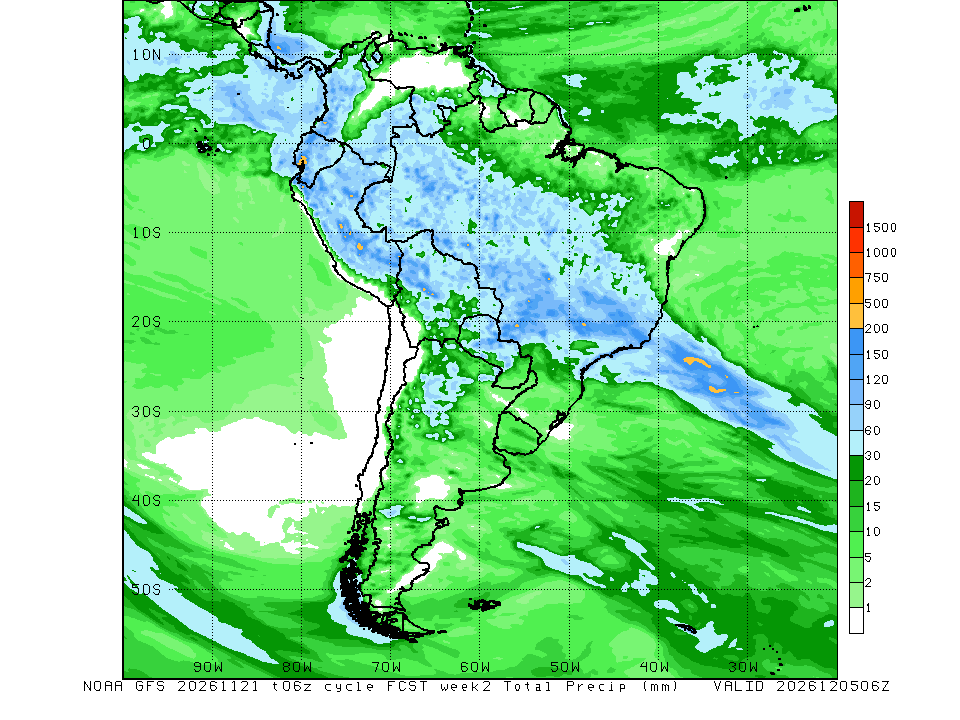 10N
0
10S
20S
30S
40S
50S
90W 80W 70W 60W 50W 40W 30W
1500
1000
750
500
200
150
120
90
60
30
20
15
10
5
2
1
NOAA GFS 20261121 t06z cycle FCST week2 Total Precip (mm) VALID 2026120506Z